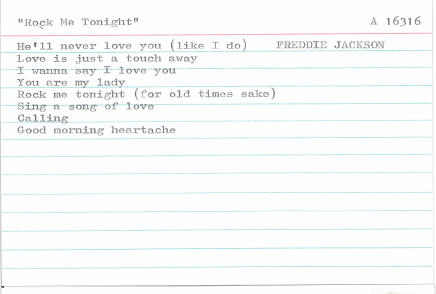 "Rock Me Tonight" A 16316
He'll never love you (like I do) FREDDIE JACKSON
Love is just a touch away
I wanna say I love you
You are my lady
Rock me tonight (for old times sake)
Sing a song of love
Calling
Good morning heartache